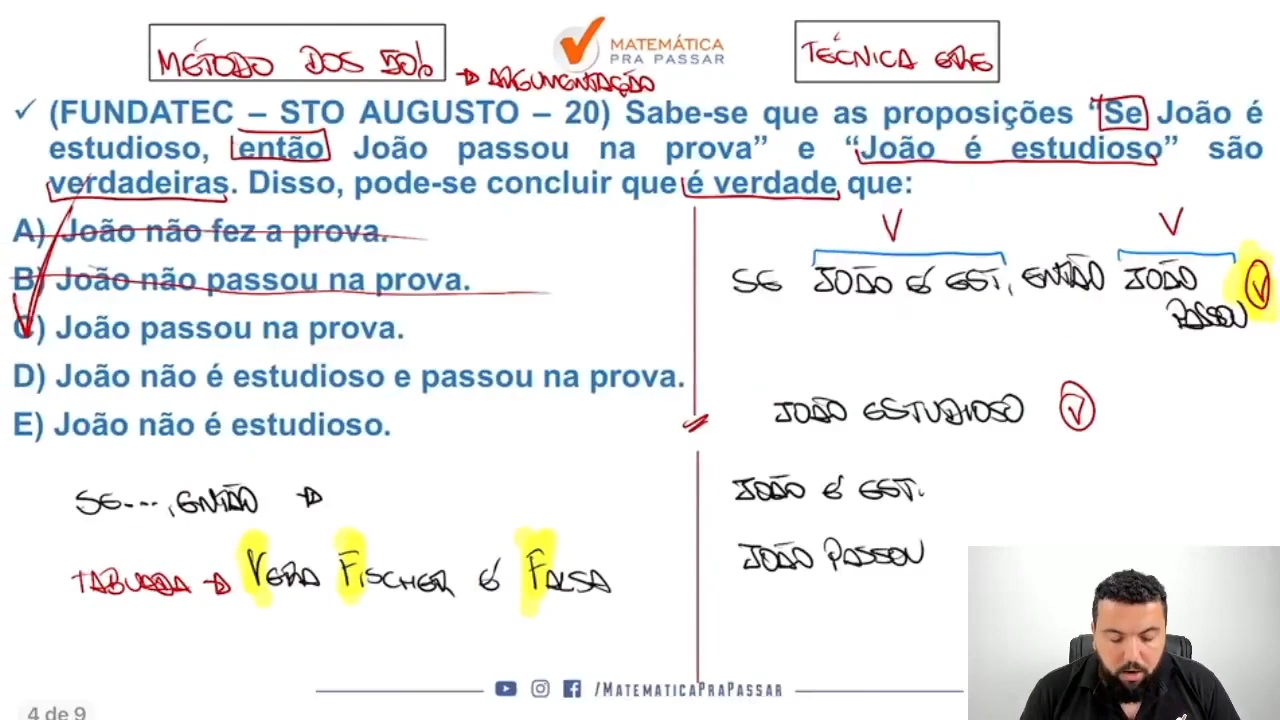 MÉTODO DOS 50%
→ ARGUMENTAÇÃO
MATEMÁTICA
PRA PASSAR
TÉCNICA
✓ (FUNDATEC – STO AUGUSTO – 20) Sabe-se que as proposições “Se João é
estudioso, então João passou na prova” e “João é estudioso” são
verdadeiras. Disso, pode-se concluir que é verdade que:
A) João não fez a prova.
B) João não passou na prova.
C) João passou na prova.
D) João não é estudioso e passou na prova.
E) João não é estudioso.
V V
SE JOÃO É EST., ENTÃO JOÃO
PASSOU V
JOÃO ESTUDIOSO V
JOÃO É EST.
JOÃO PASSOU
SE ..., ENTÃO →
TABUADA → VERA FISCHER É FALSA
/MATEMATICAPRAPASSAR
4 de 9